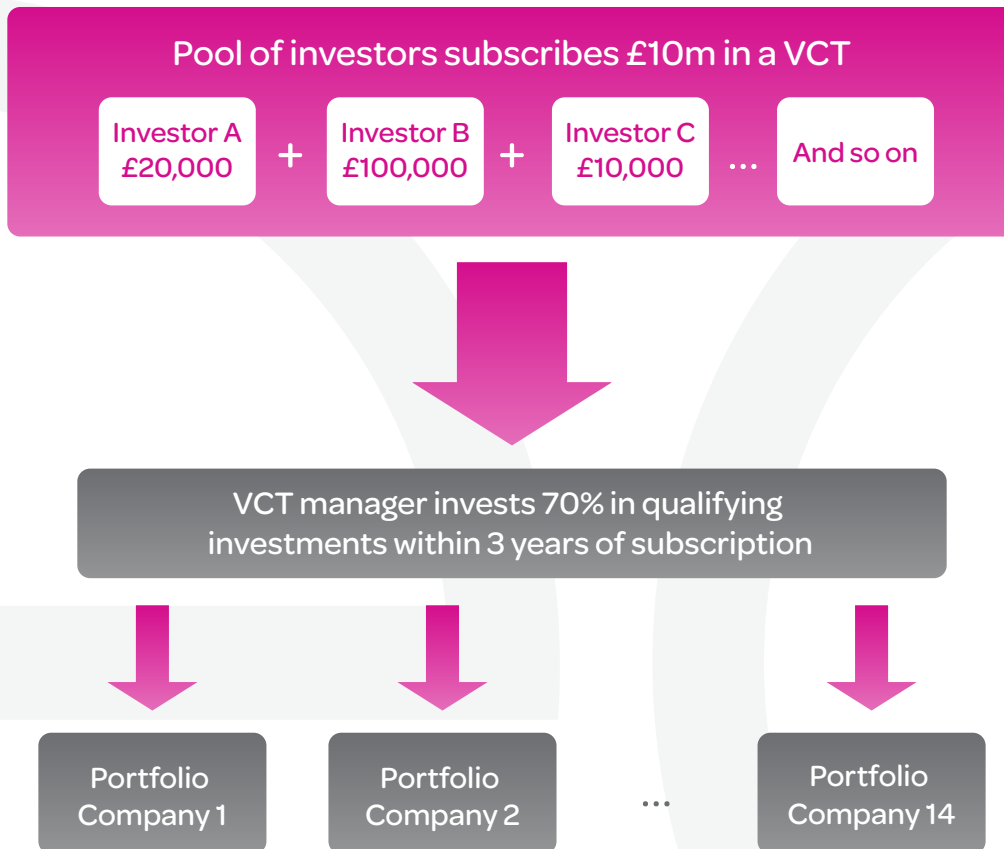 Pool of investors subscribes £10m in a VCT
Investor A
£20,000
+
Investor B
£100,000
+
Investor C
£10,000
...
And so on
VCT manager invests 70% in qualifying
investments within 3 years of subscription
Portfolio
Company 1
Portfolio
Company 2
...
Portfolio
Company 14